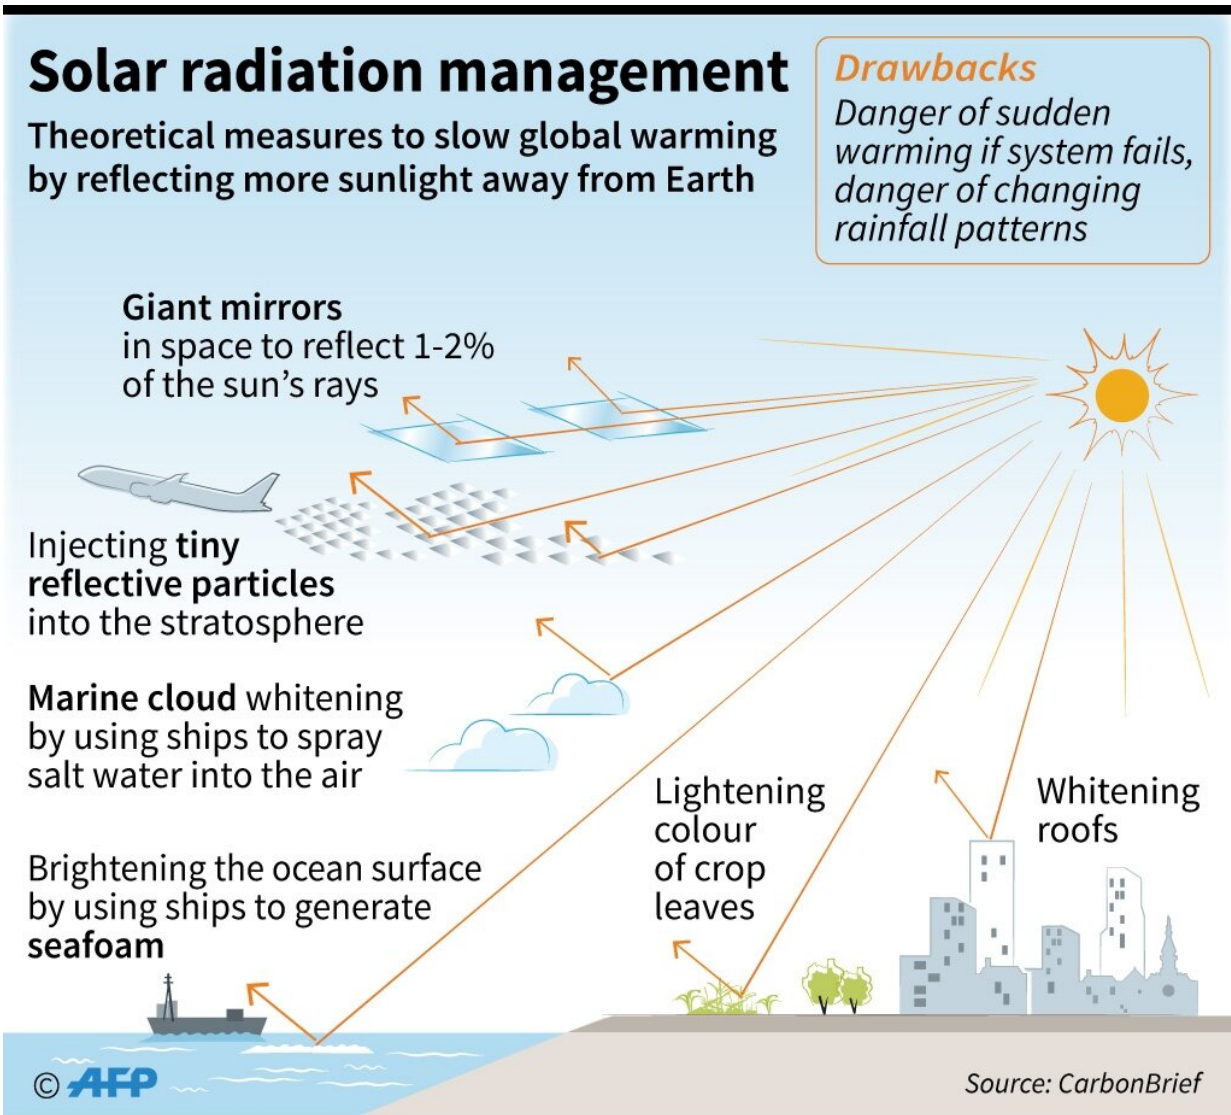 Solar radiation management
Theoretical measures to slow global warming
by reflecting more sunlight away from Earth
Drawbacks
Danger of sudden
warming if system fails,
danger of changing
rainfall patterns
Giant mirrors
in space to reflect 1-2%
of the sun's rays
Injecting tiny
reflective particles
into the stratosphere
Marine cloud whitening
by using ships to spray
salt water into the air
Brightening the ocean surface
by using ships to generate
seafoam
Lightening
colour
of crop
leaves
Whitening
roofs
© AFP
Source: CarbonBrief